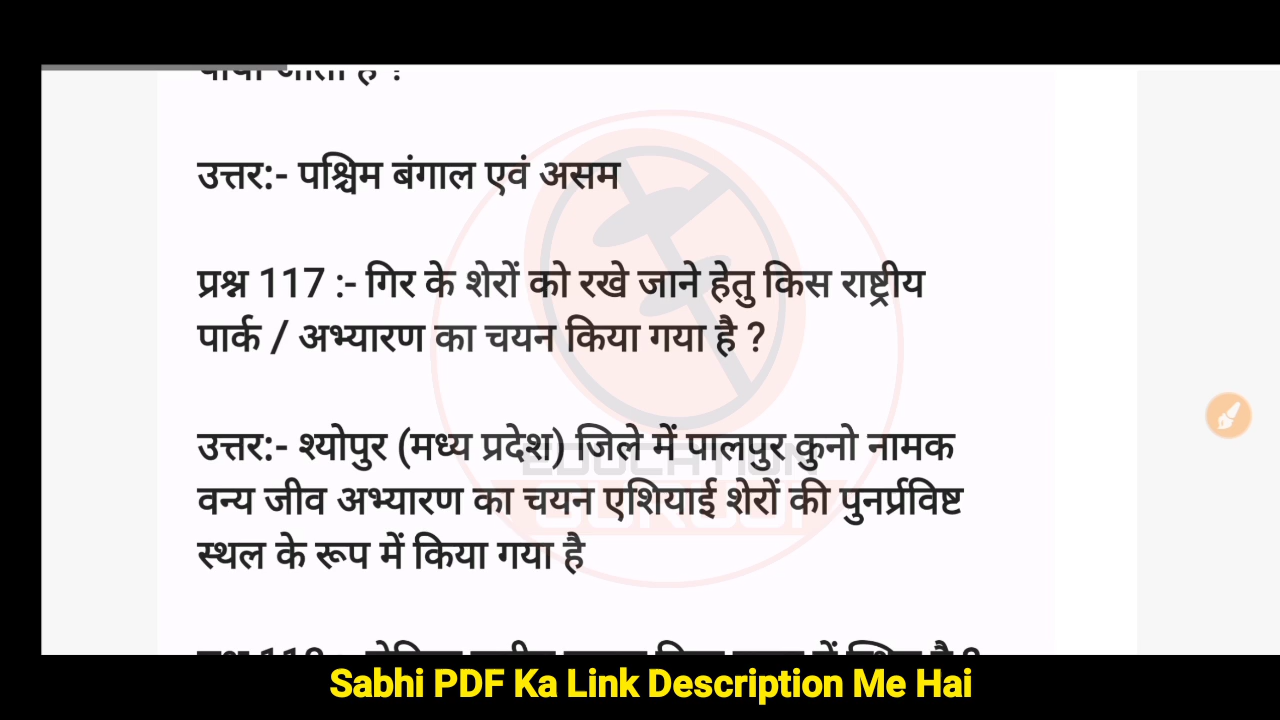 उत्तर:- पश्चिम बंगाल एवं असम
प्रश्न 117 :- गिर के शेरों को रखे जाने हेतु किस राष्ट्रीय
पार्क / अभ्यारण का चयन किया गया है ?
उत्तर:- श्योपुर (मध्य प्रदेश) जिले में पालपुर कुनो नामक
वन्य जीव अभ्यारण का चयन एशियाई शेरों की पुनर्प्रविष्ट
स्थल के रूप में किया गया है
EDUCATION
Sabhi PDF Ka Link Description Me Hai